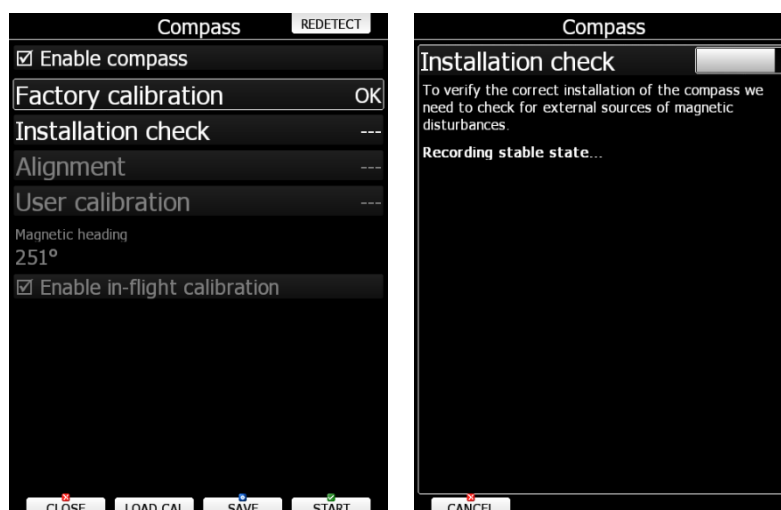 Compass
REDETECT
Enable compass
Factory calibration OK
Installation check ---
Alignment ---
User calibration ---
Magnetic heading
251º
Enable in-flight calibration
CLOSE LOAD CAL SAVE START
Compass
Installation check
To verify the correct installation of the compass we
need to check for external sources of magnetic
disturbances.
Recording stable state...
CANCEL